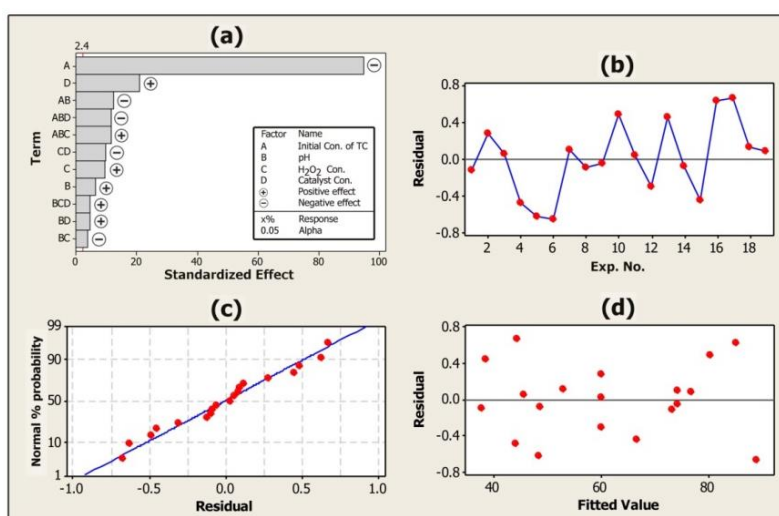 (a)
2.4
A
D
AB
ABD
ABC
CD
C
B
BCD
BD
BC
Term
⊖
⊕
⊖
⊖
⊕
⊖
⊕
⊕
⊕
⊕
⊖
Factor Name
A Initial Con. of TC
B pH
C H₂O₂ Con.
D Catalyst Con.
⊕ Positive effect
⊖ Negative effect
x% Response
0.05 Alpha
0 20 40 60 80 100
Standardized Effect
(b)
Residual
0.8
0.4
0.0
-0.4
-0.8
2 4 6 8 10 12 14 16 18
Exp. No.
(c)
Normal % probability
99
90
50
10
1
-1.0 -0.5 0.0 0.5 1.0
Residual
(d)
Residual
0.8
0.4
0.0
-0.4
-0.8
40 60 80
Fitted Value